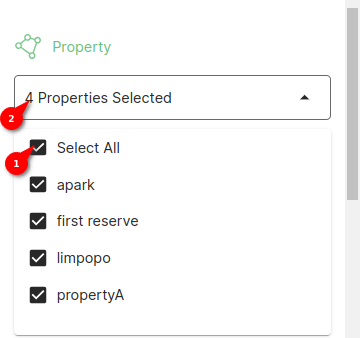 Property
4 Properties Selected
2
Select All
1
apark
first reserve
limpopo
propertyA